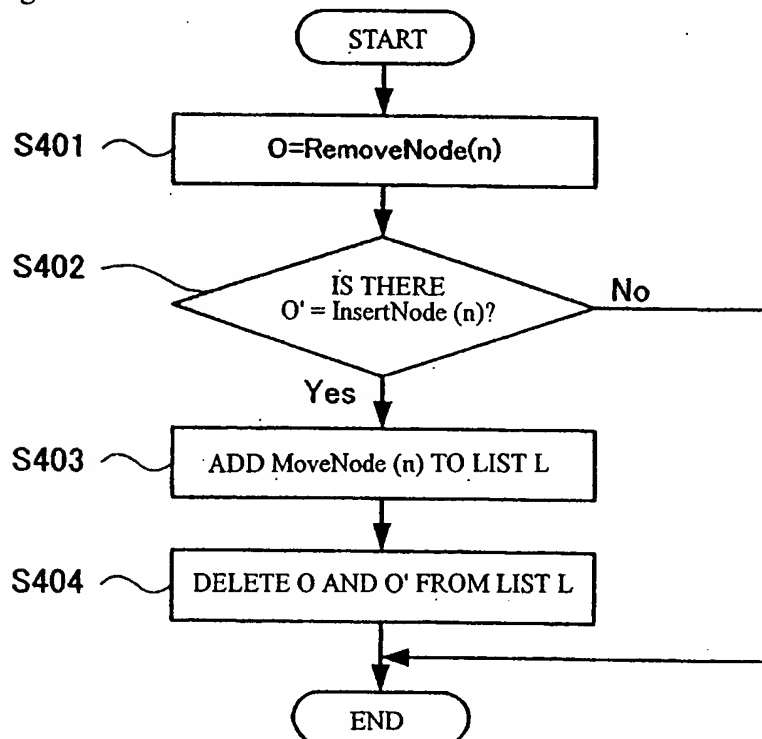 START
S401
O=RemoveNode(n)
S402
IS THERE
O' = InsertNode (n)?
No
Yes
S403
ADD MoveNode (n) TO LIST L
S404
DELETE O AND O' FROM LIST L
END